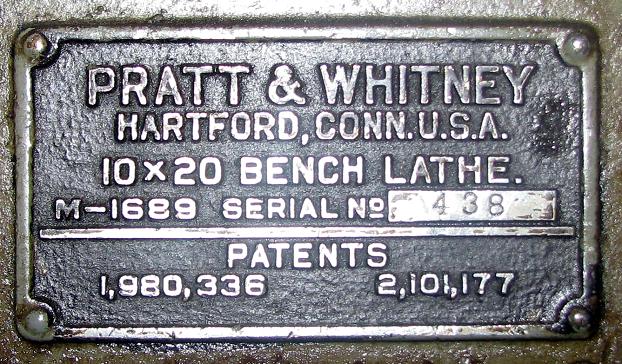 PRATT & WHITNEY
HARTFORD, CONN. U.S.A.
10 × 20 BENCH LATHE.
M-1689 SERIAL Nº 438
PATENTS
1,980,336 2,101,177